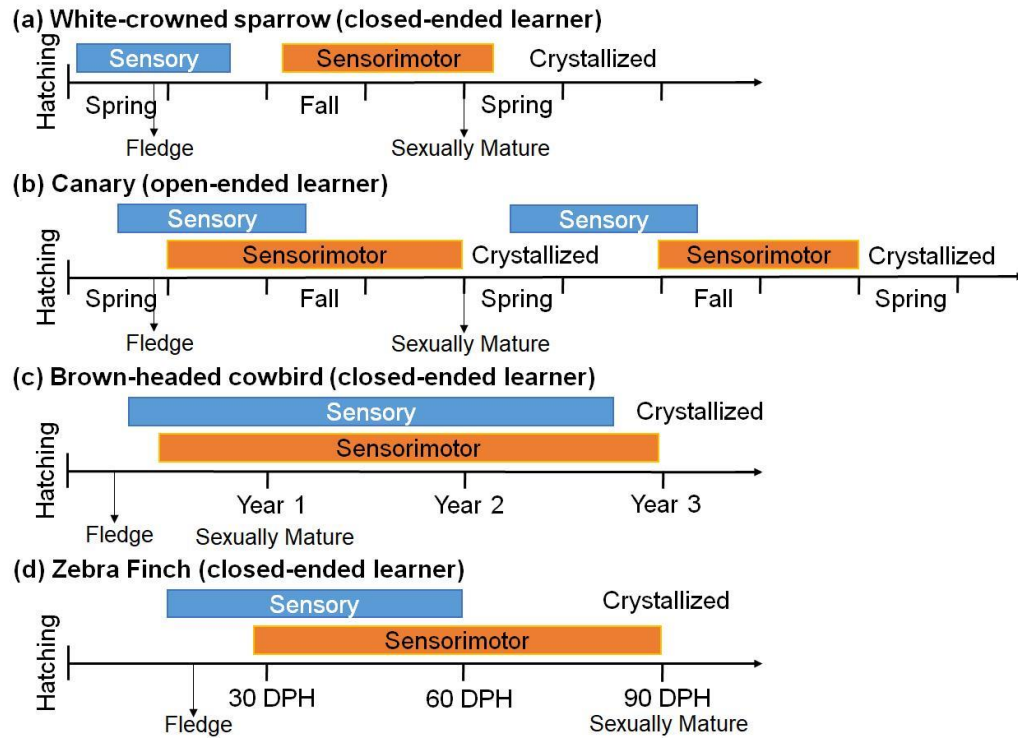 (a) White-crowned sparrow (closed-ended learner)
Sensory
Sensorimotor
Crystallized
Hatching
Spring
Fall
Spring
Fledge
Sexually Mature
(b) Canary (open-ended learner)
Sensory
Sensory
Sensorimotor
Crystallized
Sensorimotor
Crystallized
Hatching
Spring
Fall
Spring
Fall
Spring
Fledge
Sexually Mature
(c) Brown-headed cowbird (closed-ended learner)
Sensory
Crystallized
Sensorimotor
Hatching
Year 1
Year 2
Year 3
Fledge
Sexually Mature
(d) Zebra Finch (closed-ended learner)
Sensory
Crystallized
Sensorimotor
Hatching
30 DPH
60 DPH
90 DPH
Fledge
Sexually Mature